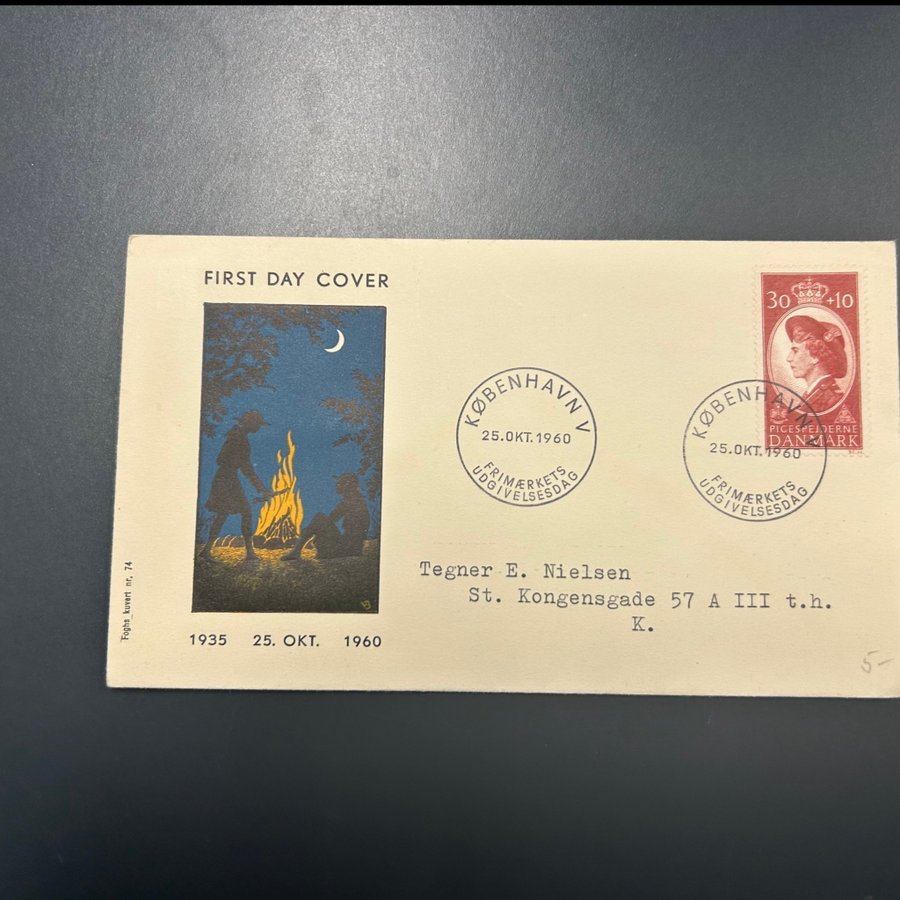 FIRST DAY COVER
1935 25. OKT. 1960
Foghs kuvert nr. 74
KØBENHAVN V
25.OKT.1960
FRIMÆRKETS
UDGIVELSESDAG
30 +10
PIGESPEJDERNE
DANMARK
KØBENHAVN V
25.OKT.1960
FRIMÆRKETS
UDGIVELSESDAG
Tegner E. Nielsen
St. Kongensgade 57 A III t.h.
K.
5-